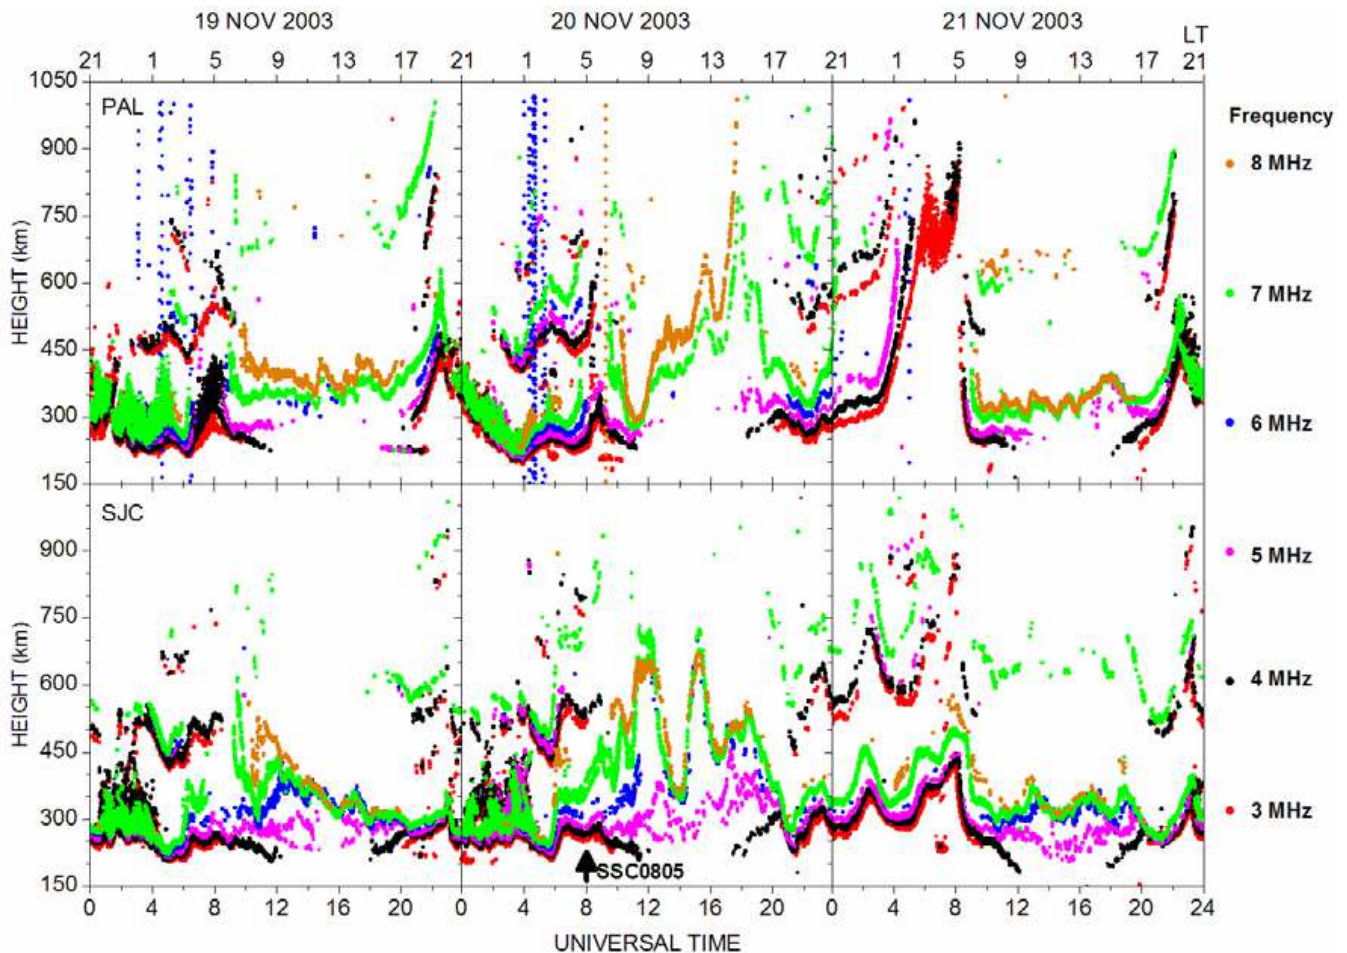 19 NOV 2003 20 NOV 2003 21 NOV 2003 LT
21 1 5 9 13 17 21 1 5 9 13 17 21 1 5 9 13 17 21
1050
PAL
900
750
600
450
300
150
HEIGHT (km)
Frequency
8 MHz
7 MHz
6 MHz
5 MHz
4 MHz
3 MHz
SJC
900
750
600
450
300
150
HEIGHT (km)
SSC0805
0 4 8 12 16 20 0 4 8 12 16 20 0 4 8 12 16 20 24
UNIVERSAL TIME